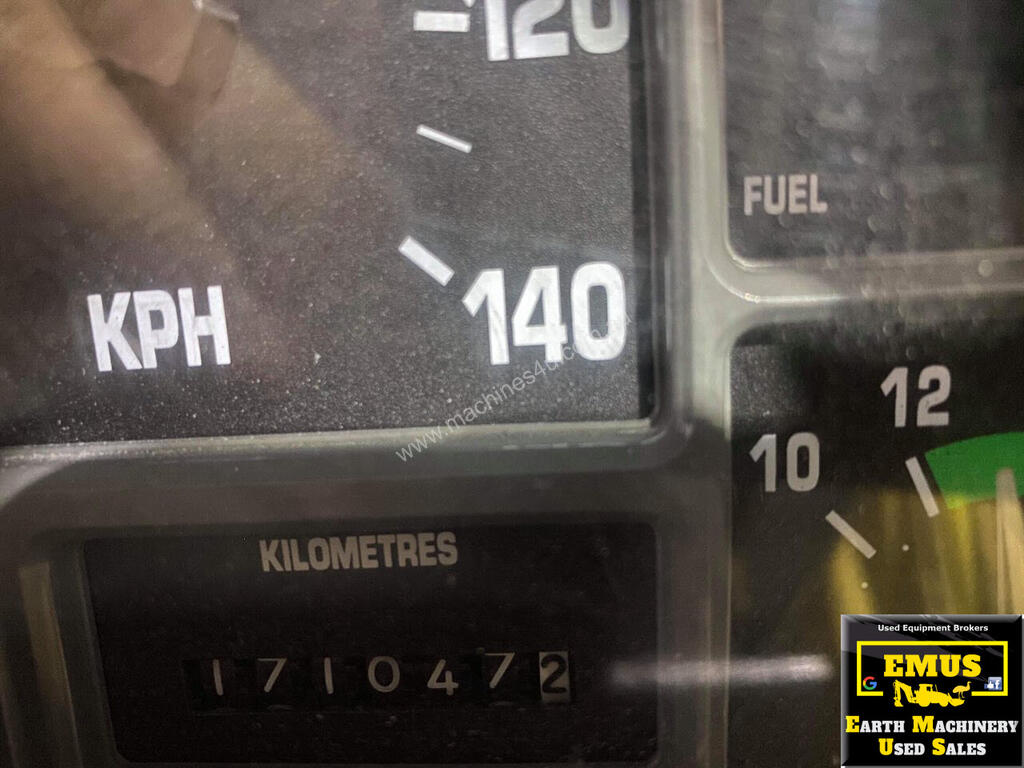 120
FUEL
KPH
140
www.machines4u.com.au
12
10
KILOMETRES
1710472
Used Equipment Brokers
EMUS
G
f
EARTH MACHINERY
USED SALES